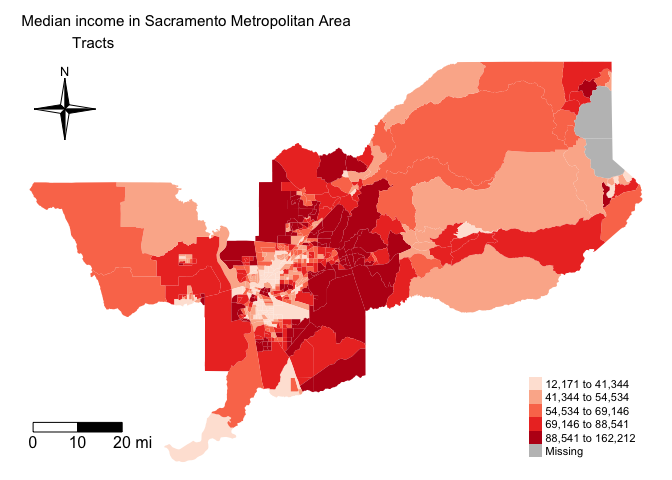 Median income in Sacramento Metropolitan Area
Tracts
N
12,171 to 41,344
41,344 to 54,534
54,534 to 69,146
69,146 to 88,541
88,541 to 162,212
Missing
0 10 20 mi